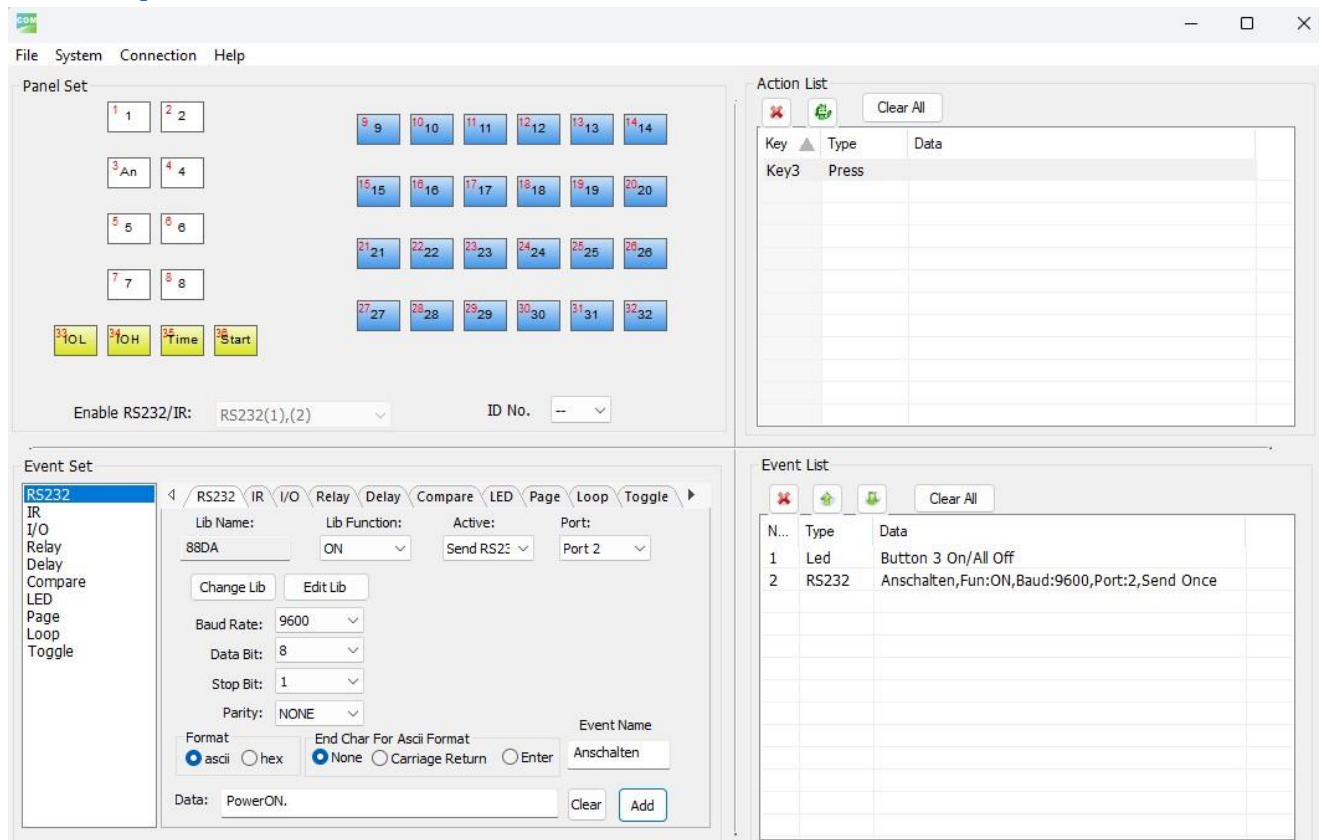 COM
File System Connection Help
Panel Set
1 1 2 2
3 An 4 4
5 5 6 6
7 7 8 8
33 IOL 34 IOH 35 Time 36 Start
9 9 10 10 11 11 12 12 13 13 14 14
15 15 16 16 17 17 18 18 19 19 20 20
21 21 22 22 23 23 24 24 25 25 26 26
27 27 28 28 29 29 30 30 31 31 32 32
Enable RS232/IR: RS232(1),(2) ID No. --
Action List
Clear All
Key Type Data
Key3 Press
Event Set
RS232
IR
I/O
Relay
Delay
Compare
LED
Page
Loop
Toggle
RS232 IR I/O Relay Delay Compare LED Page Loop Toggle
Lib Name: Lib Function: Active: Port:
88DA ON Send RS23 Port 2
Change Lib Edit Lib
Baud Rate: 9600
Data Bit: 8
Stop Bit: 1
Parity: NONE
Format End Char For Ascii Format Event Name
ascii hex None Carriage Return Enter Anschalten
Data: PowerON. Clear Add
Event List
Clear All
N... Type Data
1 Led Button 3 On/All Off
2 RS232 Anschalten,Fun:ON,Baud:9600,Port:2,Send Once